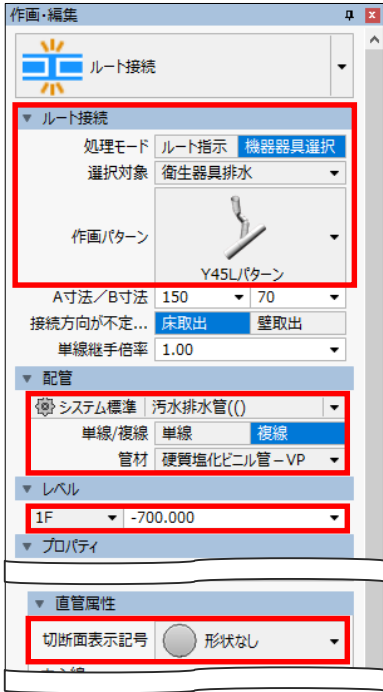 作画・編集
ルート接続
ルート接続
処理モード ルート指示 機器器具選択
選択対象 衛生器具排水
作画パターン
Y45Lパターン
A寸法/B寸法 150 70
接続方向が不定... 床取出 壁取出
単線継手倍率 1.00
配管
システム標準 汚水排水管(()
単線/複線 単線 複線
管材 硬質塩化ビニル管-VP
レベル
1F -700.000
プロパティ
直管属性
切断面表示記号 形状なし